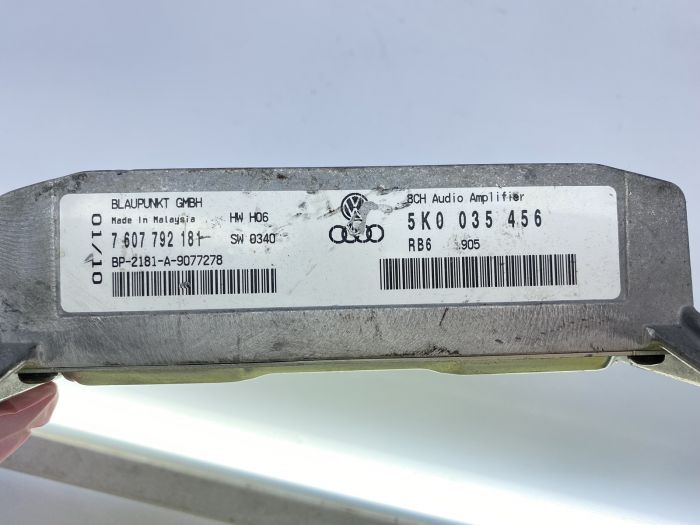 01/10
BLAUPUNKT GMBH
Made in Malaysia HW H06
7 607 792 181 SW 0340
BP-2181-A-9077278
8CH Audio Amplifier
5K0 035 456
RB6 .905